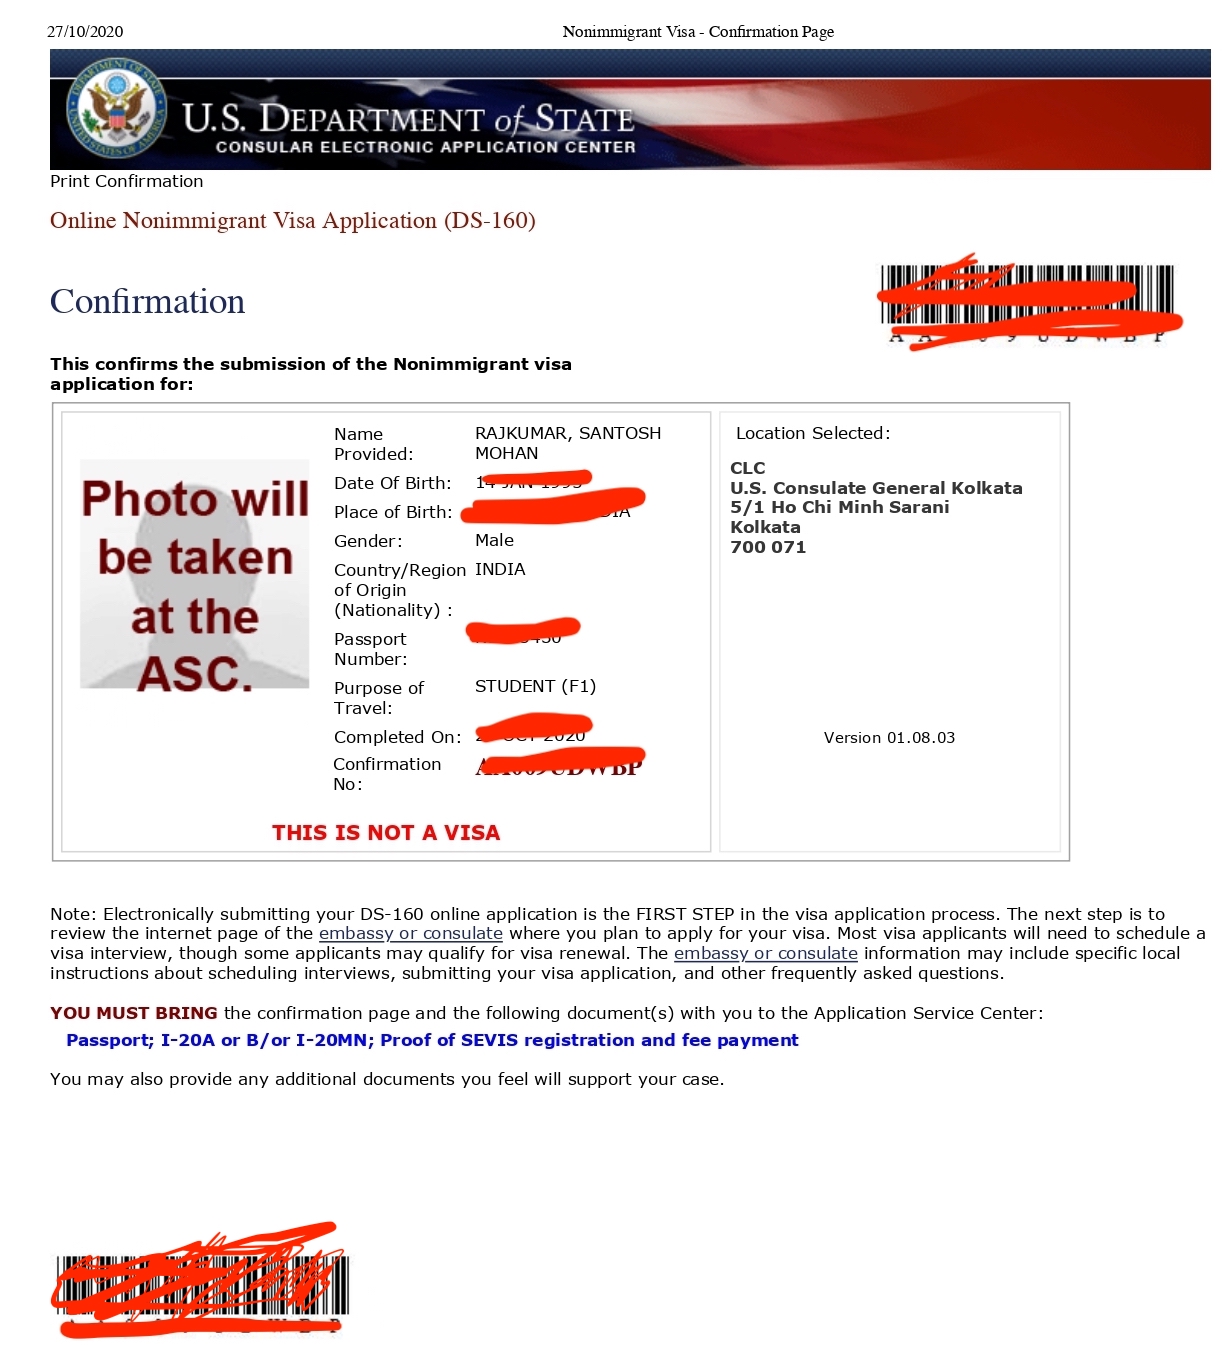 27/10/2020 Nonimmigrant Visa - Confirmation Page
U.S. DEPARTMENT of STATE
CONSULAR ELECTRONIC APPLICATION CENTER
Print Confirmation
Online Nonimmigrant Visa Application (DS-160)
Confirmation
This confirms the submission of the Nonimmigrant visa
application for:
Photo will
be taken
at the
ASC.
Name RAJKUMAR, SANTOSH
Provided: MOHAN
Date Of Birth:
Place of Birth:
Gender: Male
Country/Region INDIA
of Origin
(Nationality) :
Passport
Number:
Purpose of STUDENT (F1)
Travel:
Completed On:
Confirmation
No:
THIS IS NOT A VISA
Location Selected:
CLC
U.S. Consulate General Kolkata
5/1 Ho Chi Minh Sarani
Kolkata
700 071
Version 01.08.03
Note: Electronically submitting your DS-160 online application is the FIRST STEP in the visa application process. The next step is to
review the internet page of the embassy or consulate where you plan to apply for your visa. Most visa applicants will need to schedule a
visa interview, though some applicants may qualify for visa renewal. The embassy or consulate information may include specific local
instructions about scheduling interviews, submitting your visa application, and other frequently asked questions.
YOU MUST BRING the confirmation page and the following document(s) with you to the Application Service Center:
Passport; I-20A or B/or I-20MN; Proof of SEVIS registration and fee payment
You may also provide any additional documents you feel will support your case.